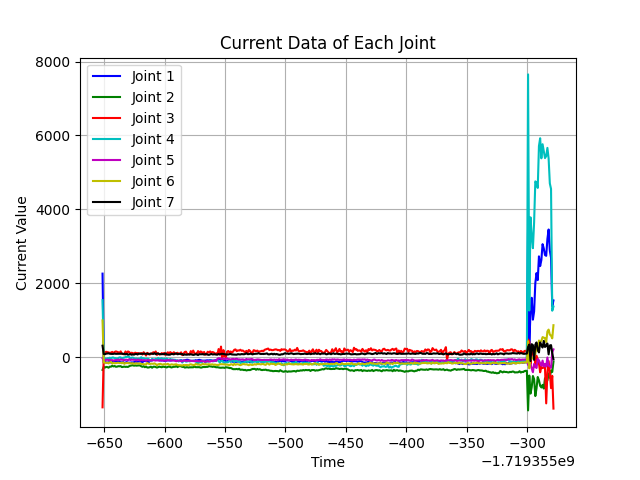 Current Data of Each Joint
8000
6000
4000
2000
0
Current Value
Joint 1
Joint 2
Joint 3
Joint 4
Joint 5
Joint 6
Joint 7
−650
−600
−550
−500
−450
−400
−350
−300
Time
−1.719355e9